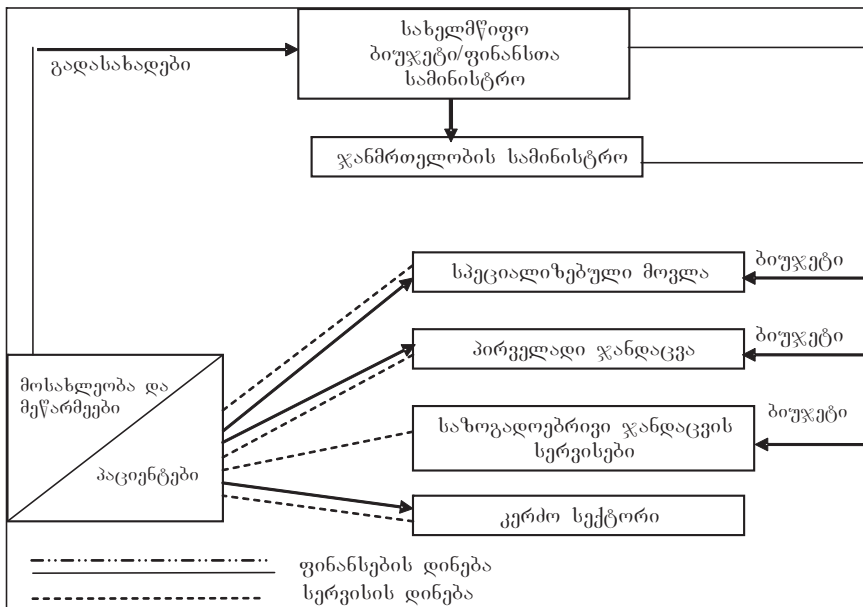 სახელმწიფო
ბიუჯეტი/ფინანსთა
სამინისტრო
გადასახადები
ჯანმრთელობის სამინისტრო
სპეციალიზებული მოვლა
ბიუჯეტი
პირველადი ჯანდაცვა
ბიუჯეტი
მოსახლეობა და
მეწარმეები
საზოგადოებრივი ჯანდაცვის
სერვისები
ბიუჯეტი
პაციენტები
კერძო სექტორი
ფინანსების დინება
სერვისის დინება